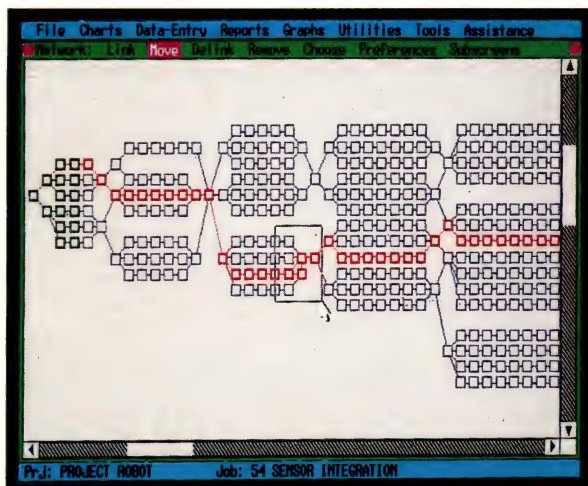 File Charts Data-Entry Reports Graphs Utilities Tools Assistance
Network: Link Move Delink Remove Choose Preferences Subscreens
PrJ: PROJECT ROBOT Job: 54 SENSOR INTEGRATION